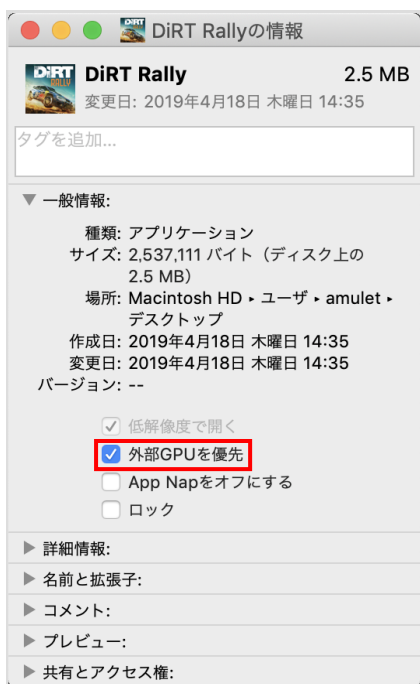 DiRT Rallyの情報
DiRT Rally 2.5 MB
変更日: 2019年4月18日 木曜日 14:35
タグを追加...
一般情報:
種類: アプリケーション
サイズ: 2,537,111 バイト（ディスク上の
2.5 MB）
場所: Macintosh HD ▸ ユーザ ▸ amulet ▸
デスクトップ
作成日: 2019年4月18日 木曜日 14:35
変更日: 2019年4月18日 木曜日 14:35
バージョン: --
低解像度で開く
外部GPUを優先
App Napをオフにする
ロック
詳細情報:
名前と拡張子:
コメント:
プレビュー:
共有とアクセス権: